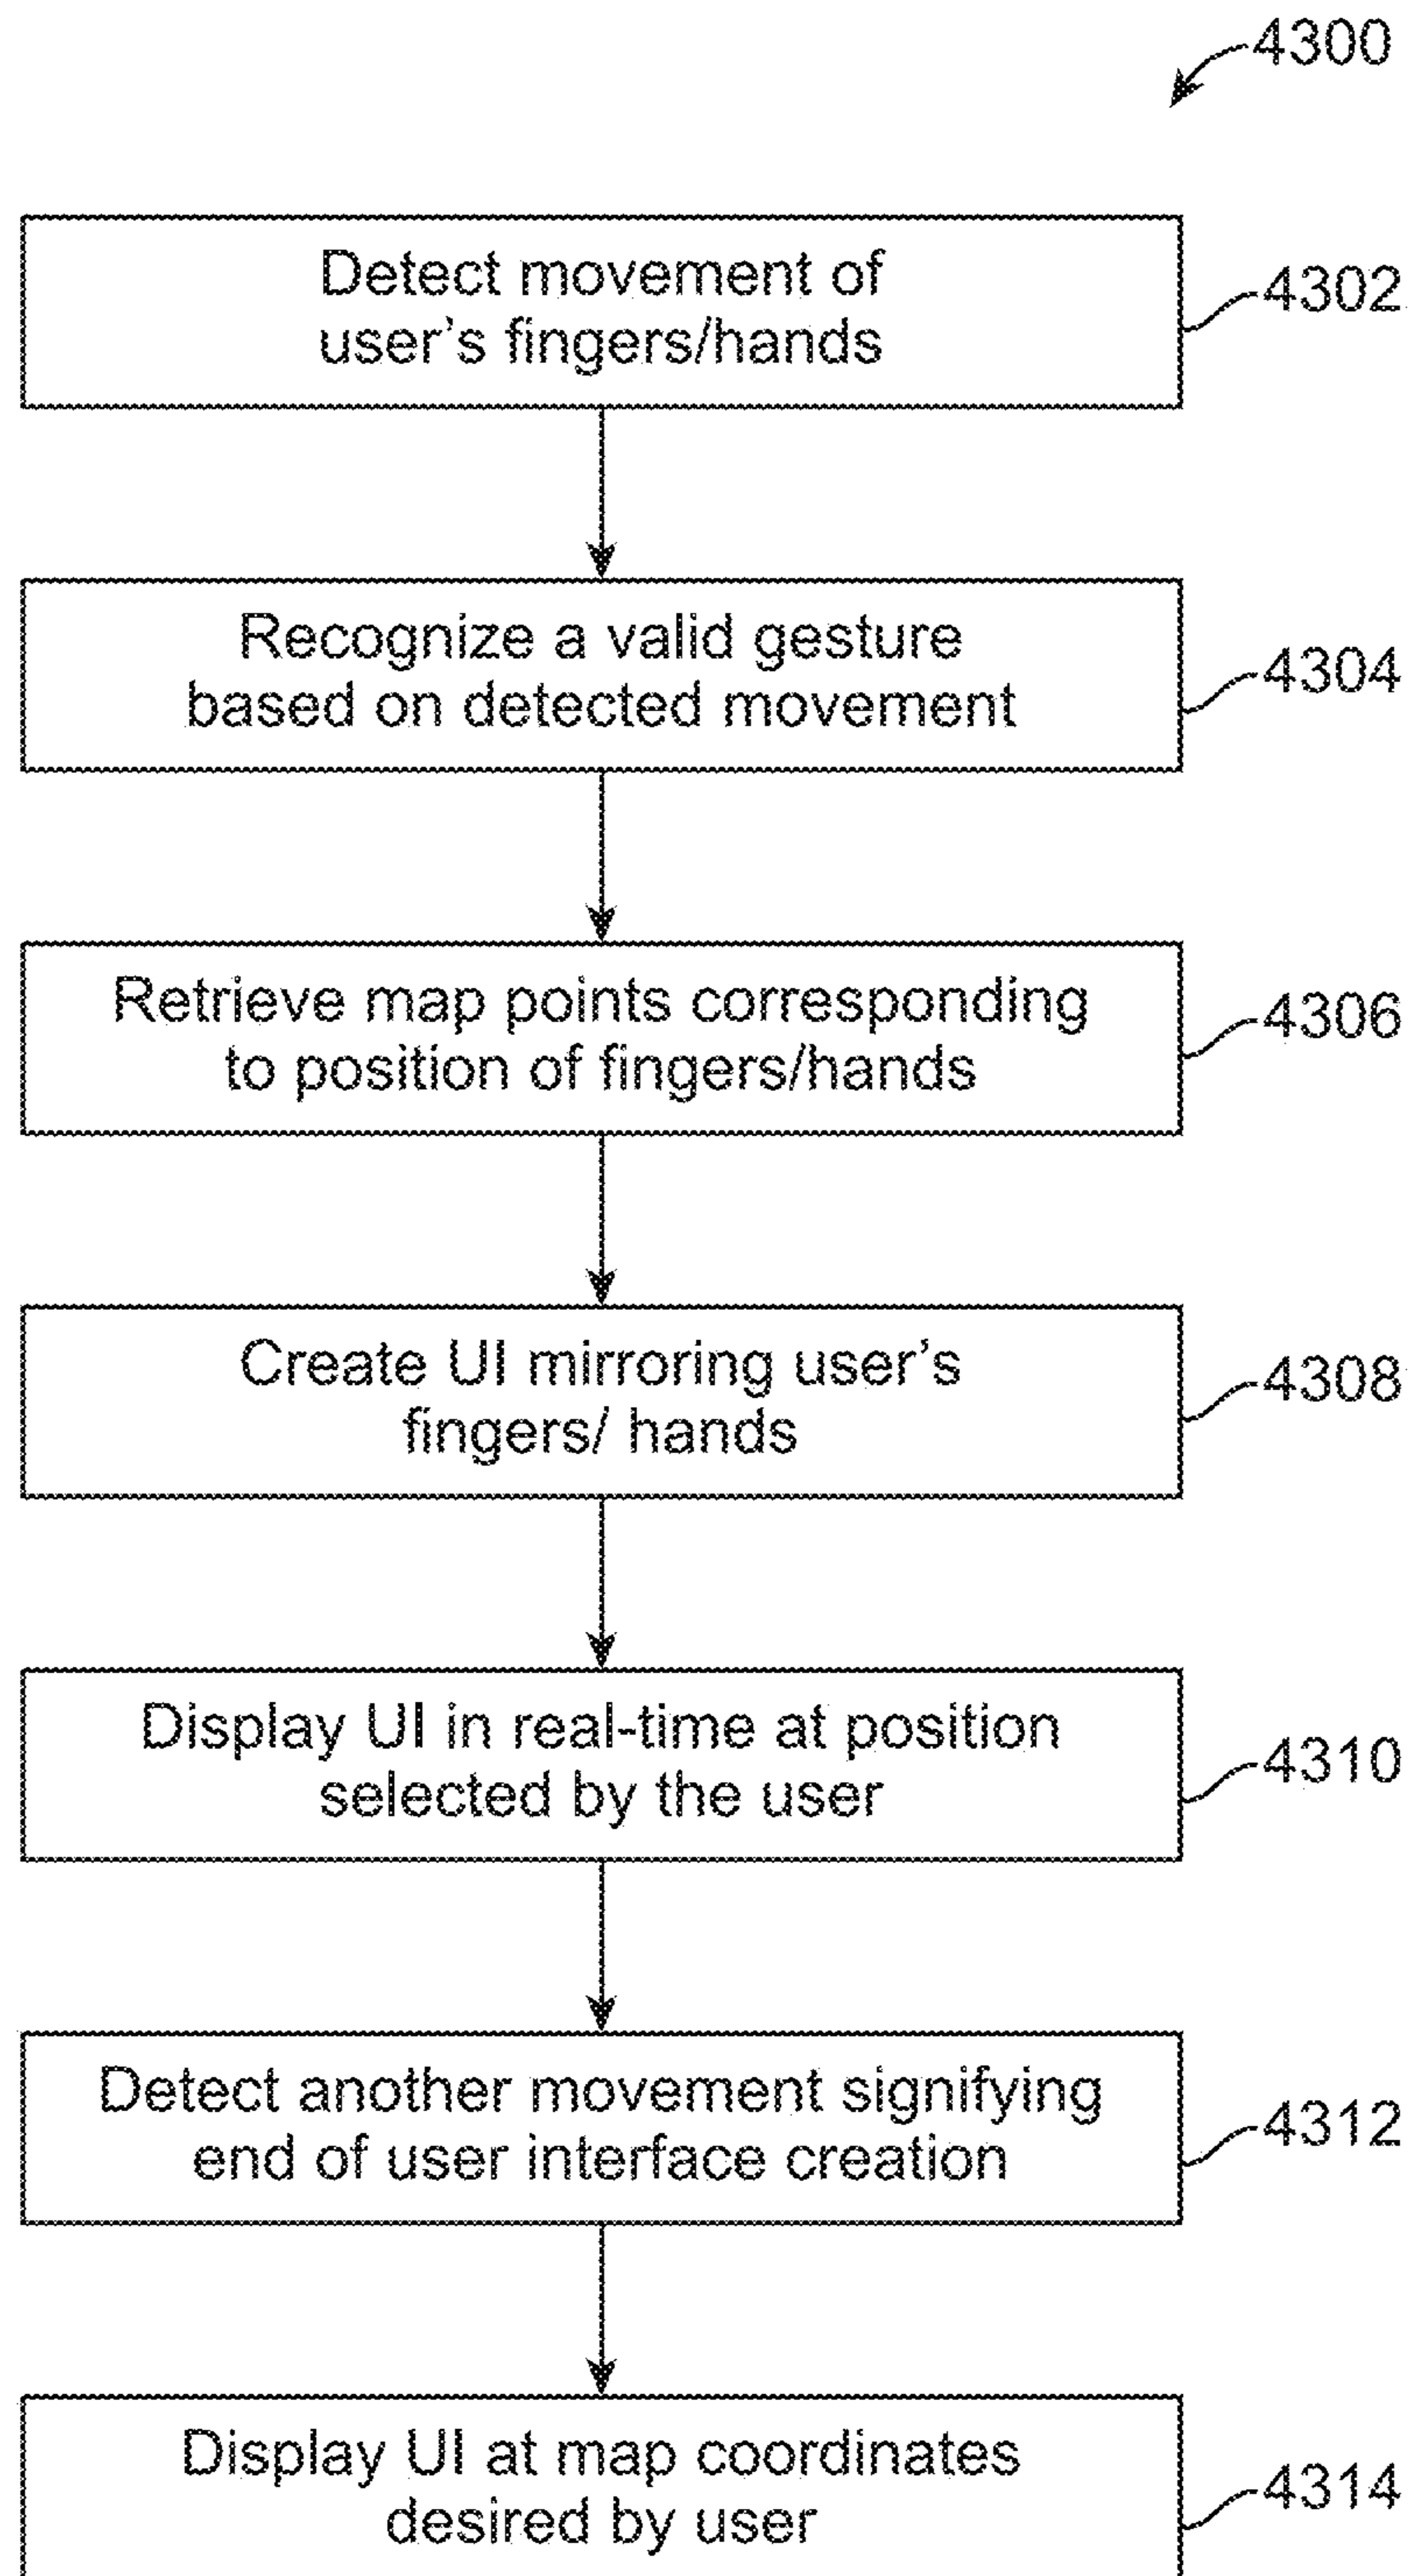 4300
Detect movement of
user's fingers/hands
4302
Recognize a valid gesture
based on detected movement
4304
Retrieve map points corresponding
to position of fingers/hands
4306
Create UI mirroring user's
fingers/ hands
4308
Display UI in real-time at position
selected by the user
4310
Detect another movement signifying
end of user interface creation
4312
Display UI at map coordinates
desired by user
4314